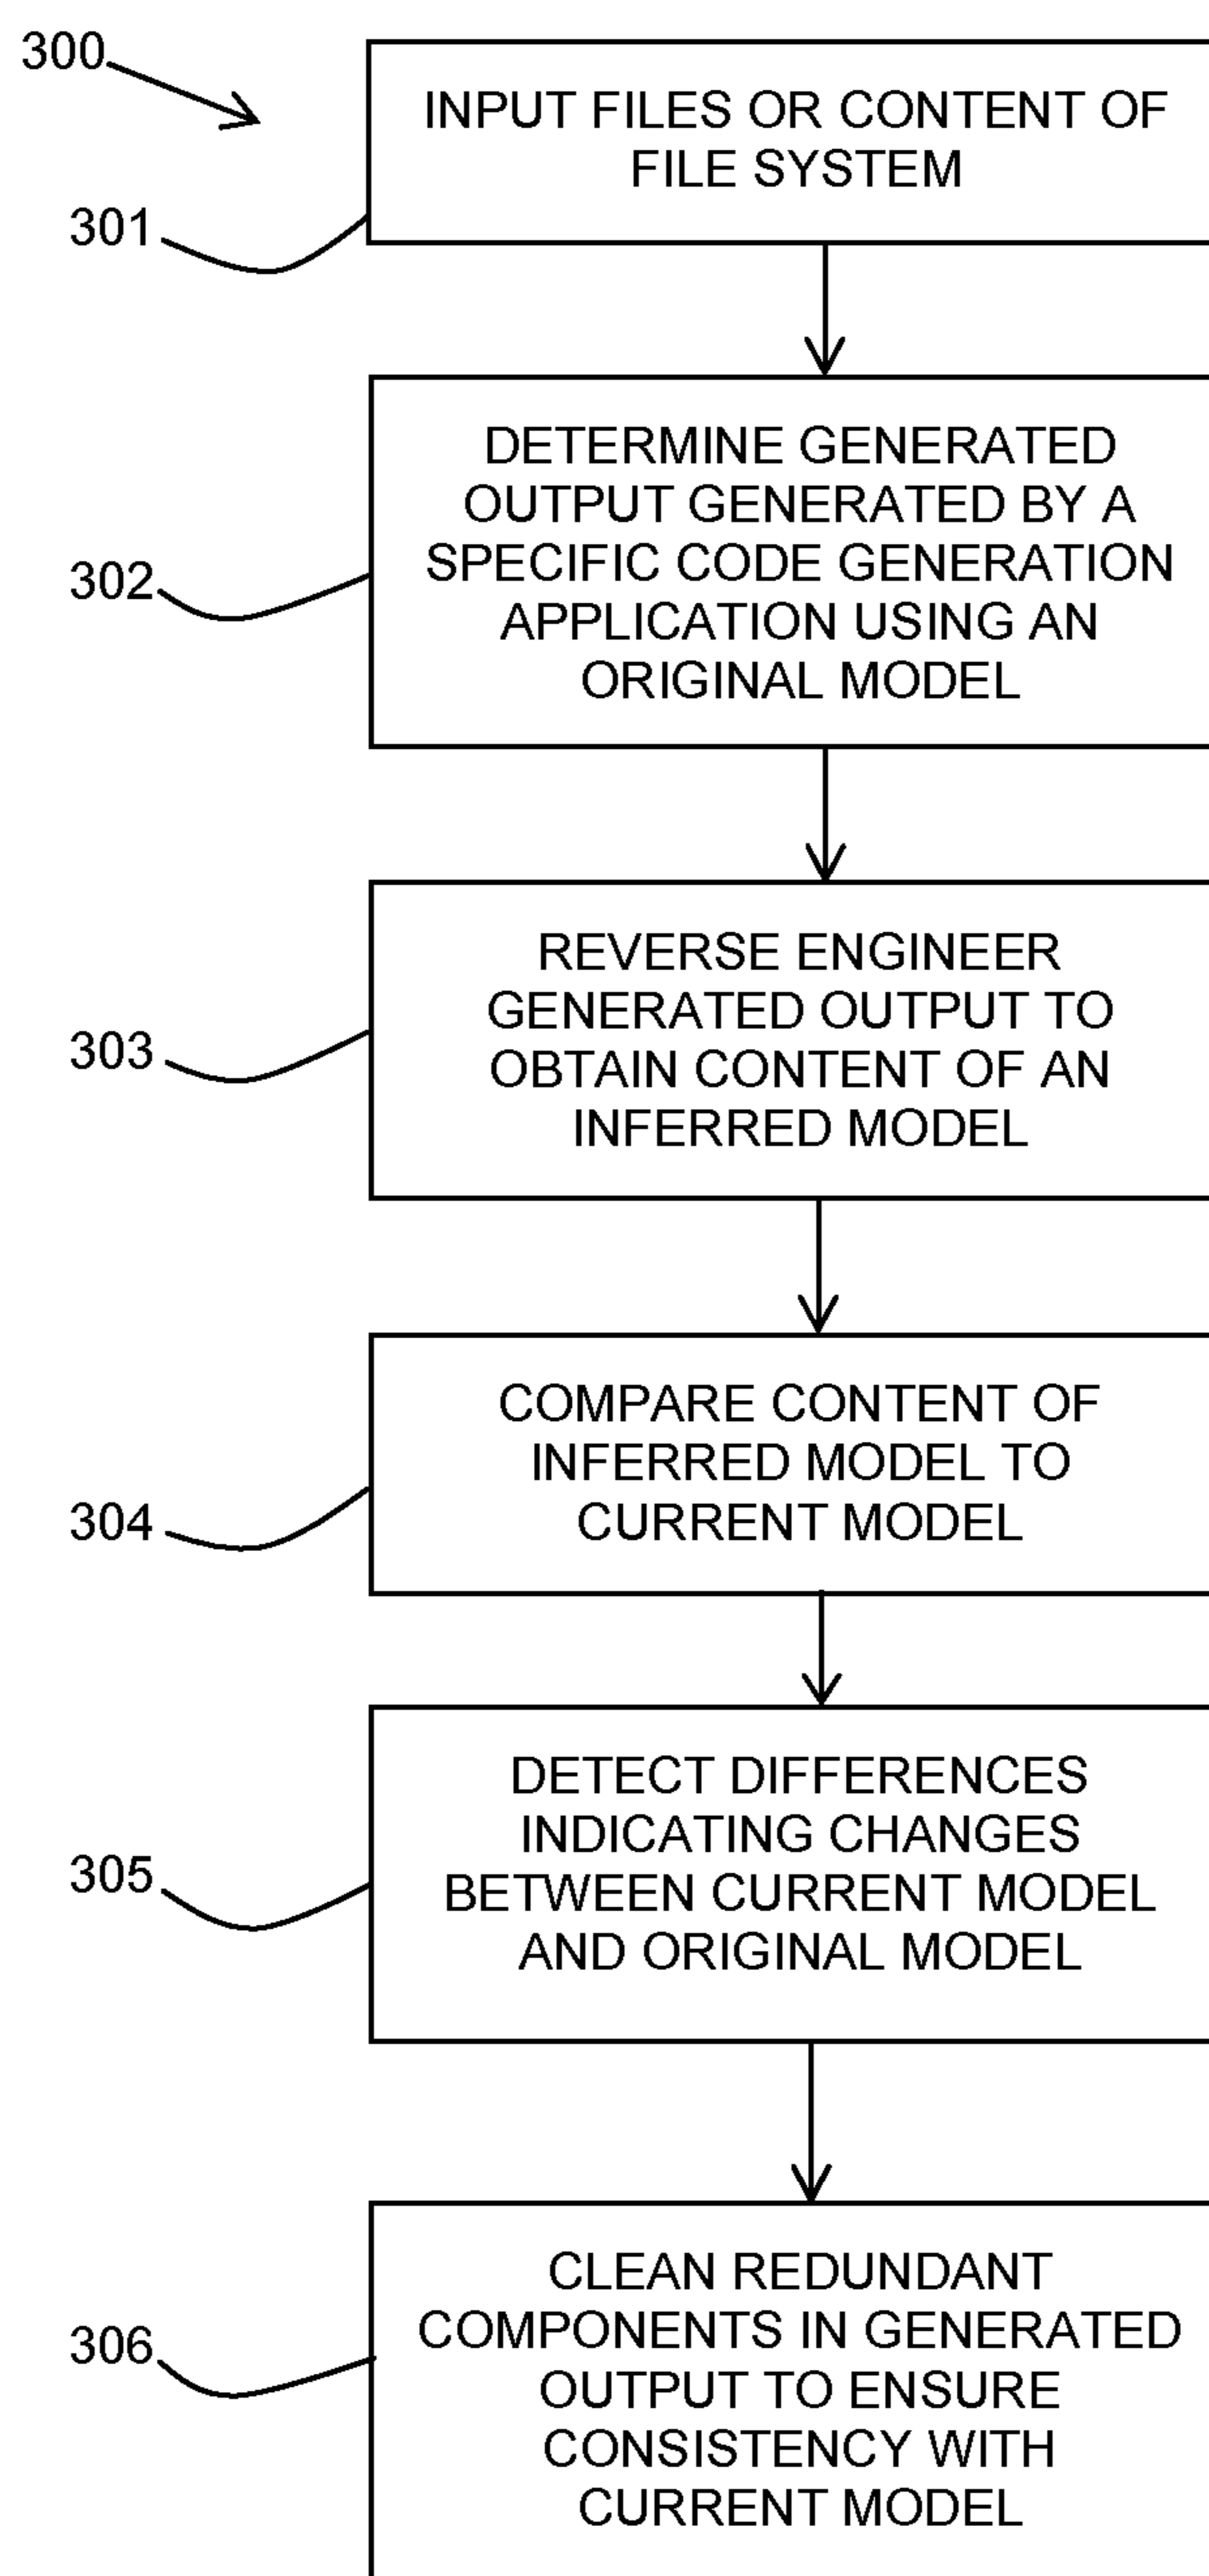 300
INPUT FILES OR CONTENT OF
FILE SYSTEM
301
DETERMINE GENERATED
OUTPUT GENERATED BY A
SPECIFIC CODE GENERATION
APPLICATION USING AN
ORIGINAL MODEL
302
REVERSE ENGINEER
GENERATED OUTPUT TO
OBTAIN CONTENT OF AN
INFERRED MODEL
303
COMPARE CONTENT OF
INFERRED MODEL TO
CURRENT MODEL
304
DETECT DIFFERENCES
INDICATING CHANGES
BETWEEN CURRENT MODEL
AND ORIGINAL MODEL
305
CLEAN REDUNDANT
COMPONENTS IN GENERATED
OUTPUT TO ENSURE
CONSISTENCY WITH
CURRENT MODEL
306